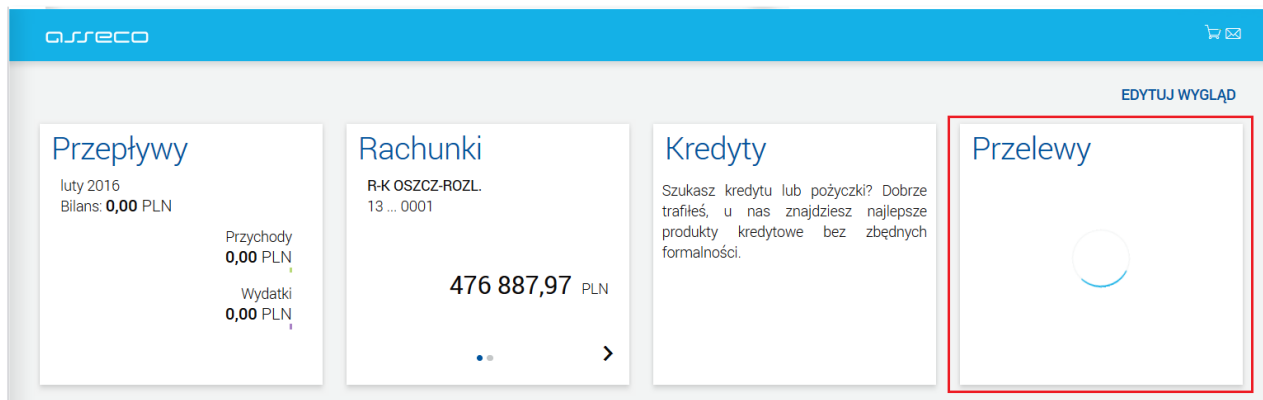 asseco
EDYTUJ WYGLĄD
Przepływy
luty 2016
Bilans: 0,00 PLN
Przychody
0,00 PLN
Wydatki
0,00 PLN
Rachunki
R-K OSZCZ-ROZL.
13 ... 0001
476 887,97 PLN
Kredyty
Szukasz kredytu lub pożyczki? Dobrze
trafiłeś, u nas znajdziesz najlepsze
produkty kredytowe bez zbędnych
formalności.
Przelewy